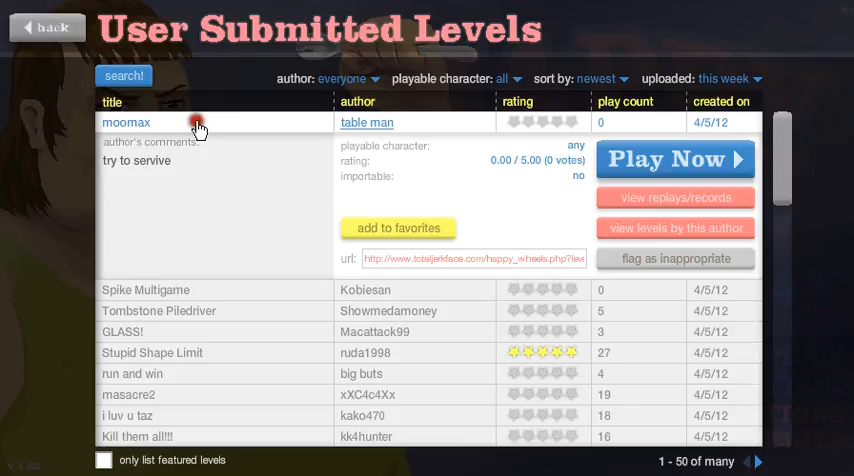 back
User Submitted Levels
search!
author: everyone playable character: all sort by: newest uploaded: this week
title author rating play count created on
moomax table man 0 4/5/12
author's comments:
try to servive
playable character: any
rating: 0.00 / 5.00 (0 votes)
importable: no
Play Now
view replays/records
add to favorites
view levels by this author
url: http://www.totaljerkface.com/happy_wheels.php?leve
flag as inappropriate
Spike Multigame Kobiesan 0 4/5/12
Tombstone Piledriver Showmedamoney 5 4/5/12
GLASS! Macattack99 3 4/5/12
Stupid Shape Limit ruda1998 27 4/5/12
run and win big buts 4 4/5/12
masacre2 xXC4c4Xx 19 4/5/12
i luv u taz kako470 18 4/5/12
Kill them all!!! kk4hunter 16 4/5/12
only list featured levels
1 - 50 of many
v 1.62